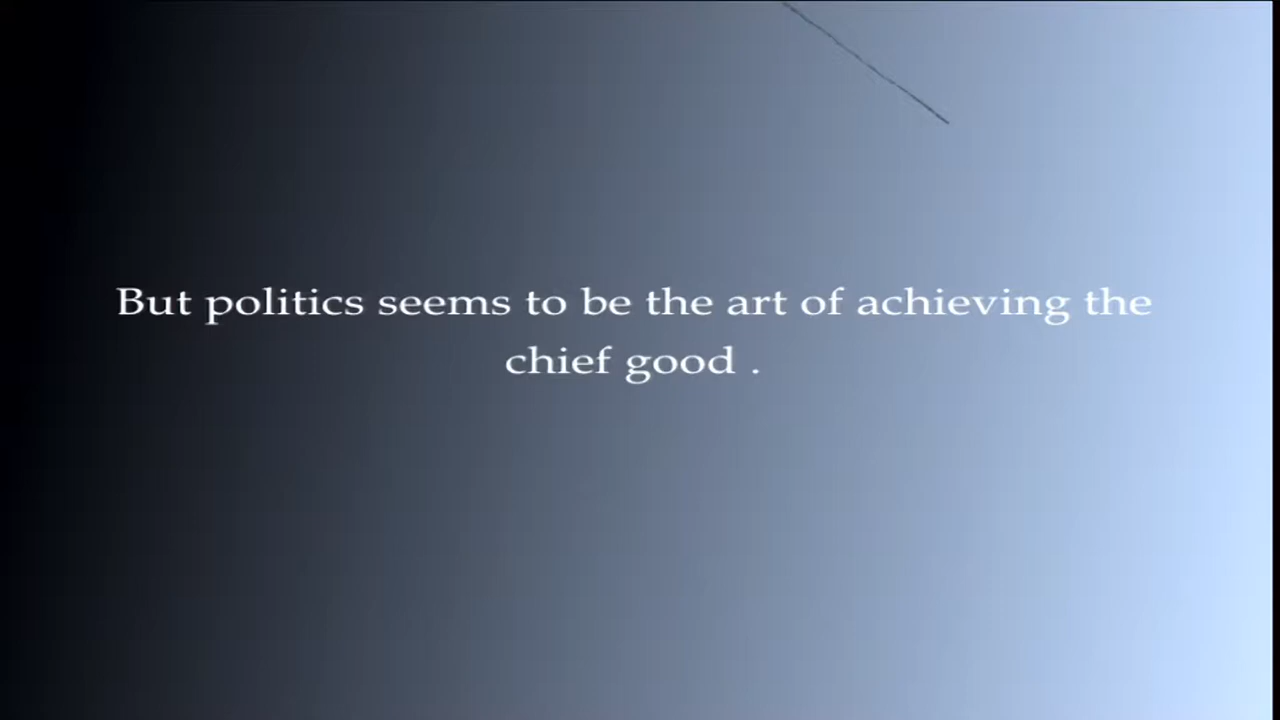 But politics seems to be the art of achieving the
chief good .